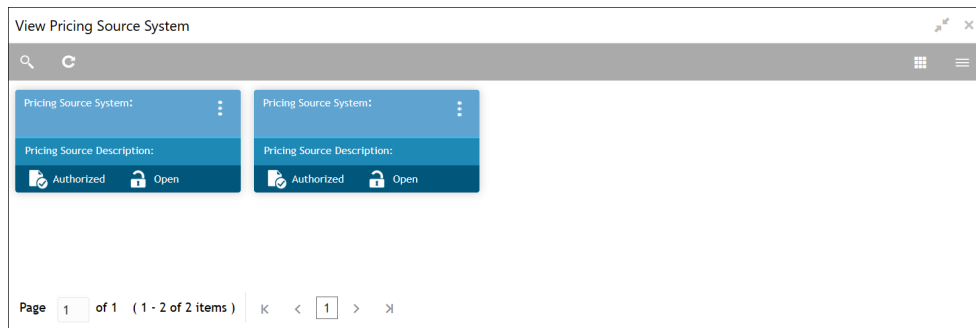 View Pricing Source System
Pricing Source System: Pricing Source System:
Pricing Source Description: Pricing Source Description:
Authorized Open Authorized Open
Page 1 of 1 ( 1 - 2 of 2 items ) 1